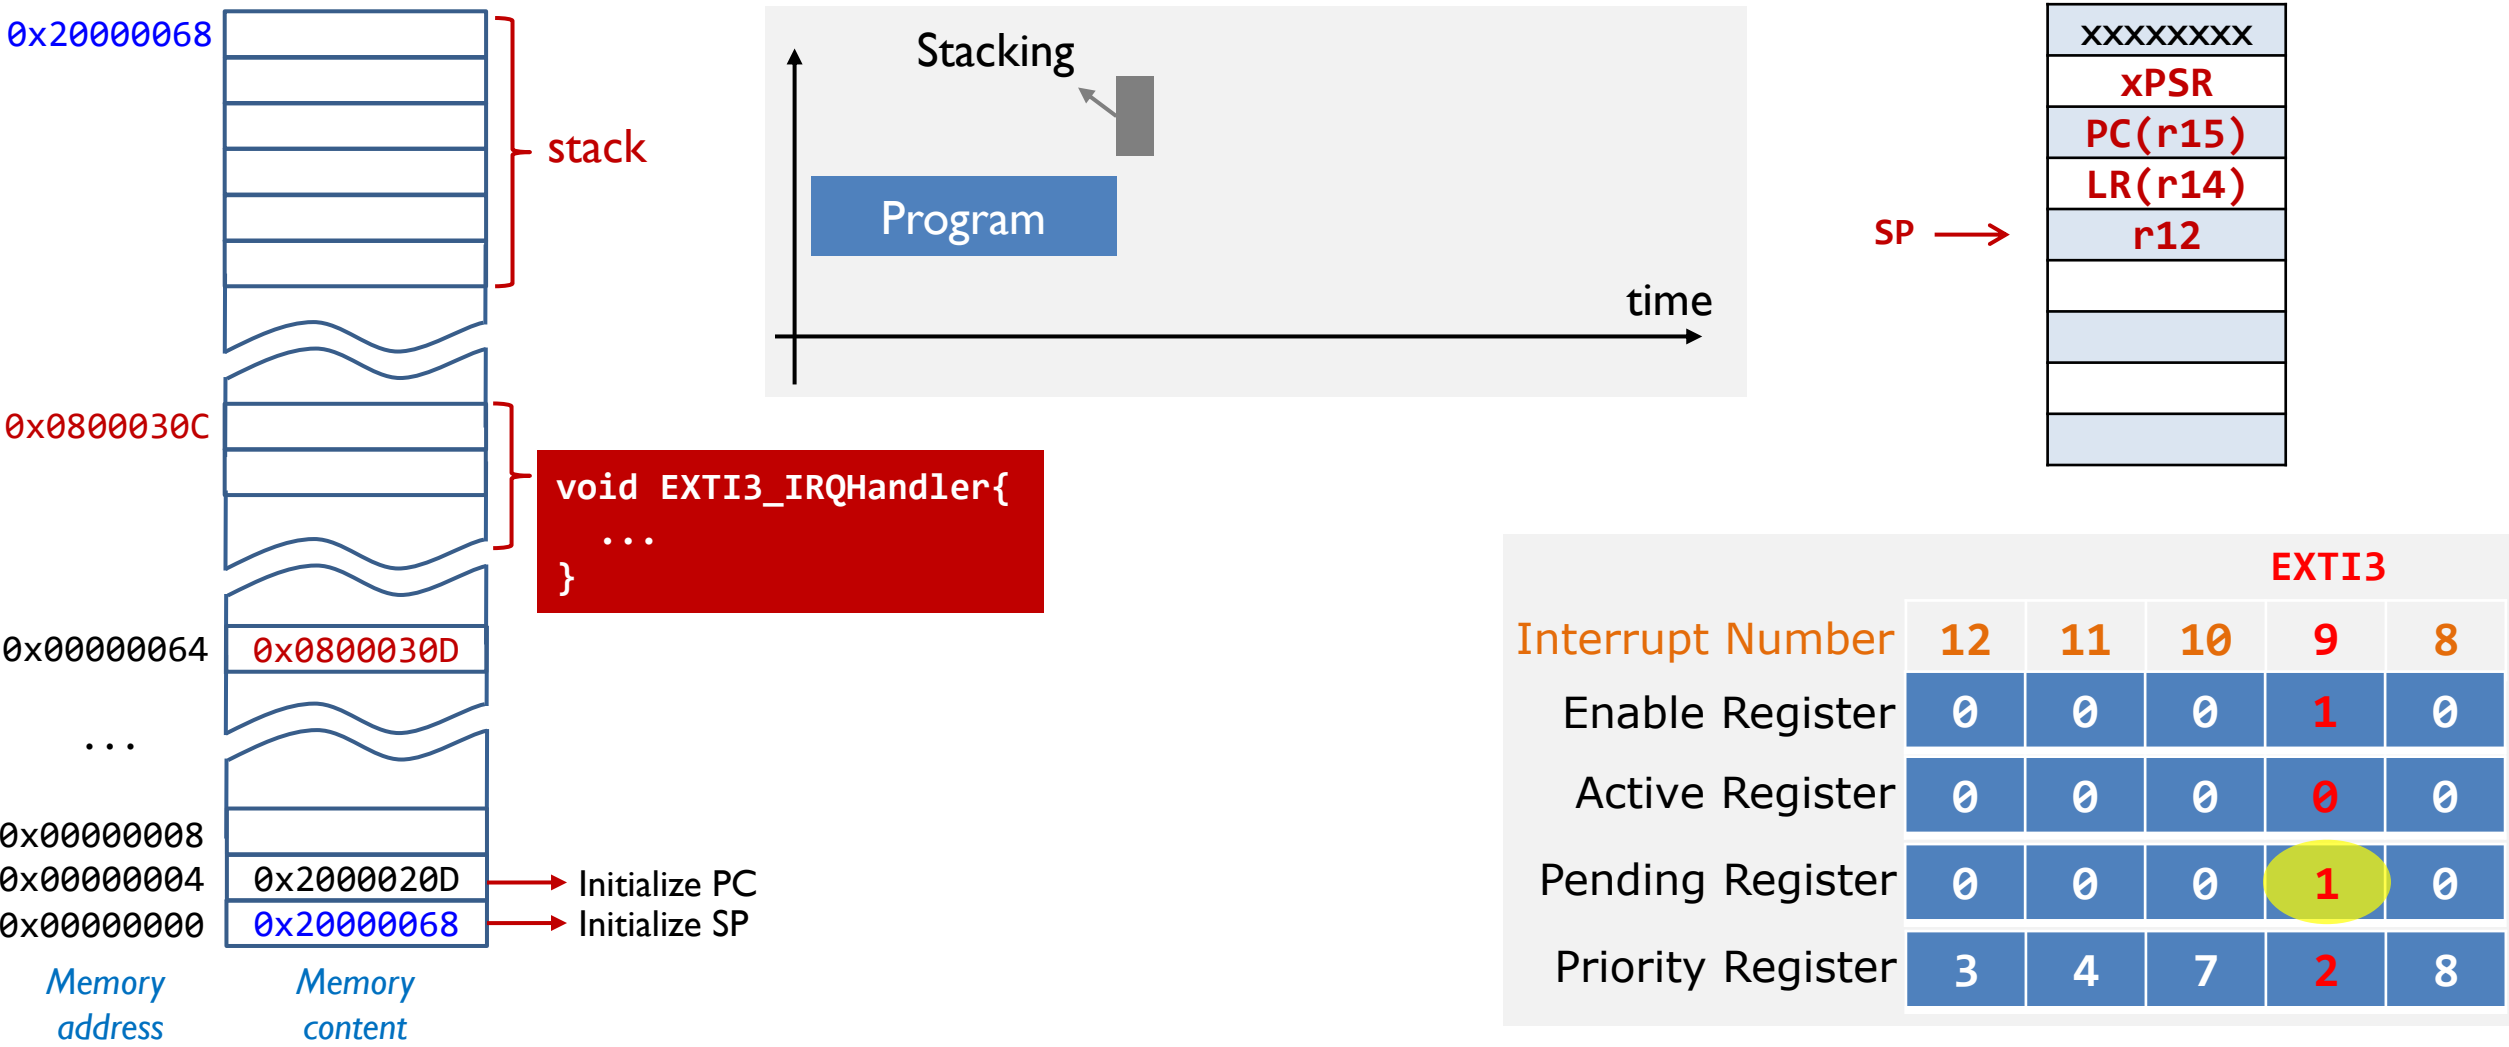 0x20000068
stack
0x0800030C
void EXTI3_IRQHandler{
...
}
0x00000064 0x0800030D
...
0x00000008
0x00000004 0x2000020D Initialize PC
0x00000000 0x20000068 Initialize SP
Memory address
Memory content
Stacking
Program
time
xxxxxxxx
xPSR
PC(r15)
LR(r14)
SP r12
EXTI3
Interrupt Number 12 11 10 9 8
Enable Register 0 0 0 1 0
Active Register 0 0 0 0 0
Pending Register 0 0 0 1 0
Priority Register 3 4 7 2 8